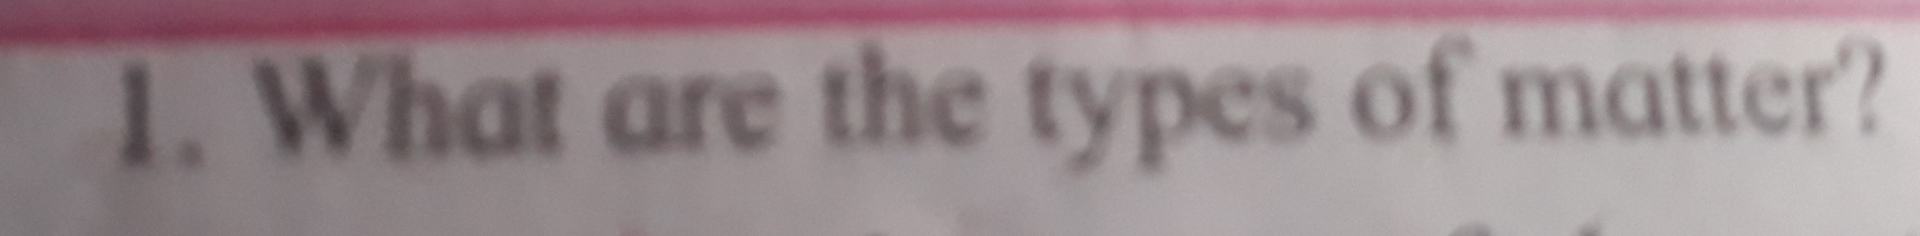 1. What are the types of matter?